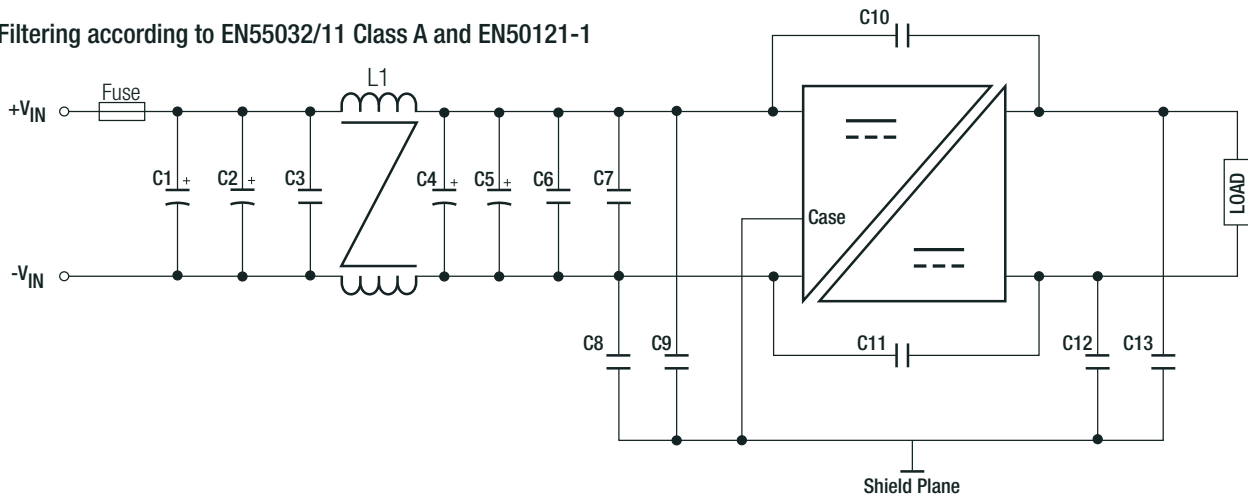 Filtering according to EN55032/11 Class A and EN50121-1
C10
L1
Fuse
+VIN
C1 +
C2 +
C3
C4 +
C5 +
C6
C7
Case
LOAD
-VIN
C8
C9
C11
C12
C13
Shield Plane